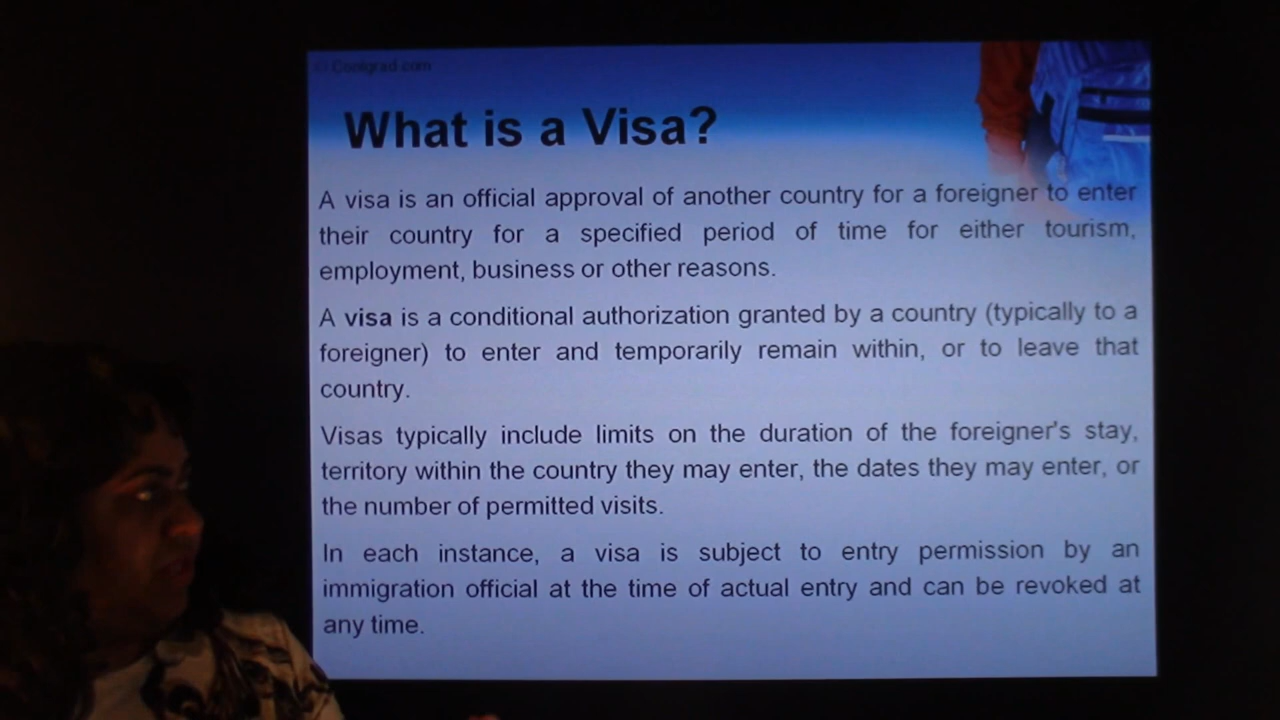 What is a Visa?
A visa is an official approval of another country for a foreigner to enter
their country for a specified period of time for either tourism,
employment, business or other reasons.
A visa is a conditional authorization granted by a country (typically to a
foreigner) to enter and temporarily remain within, or to leave that
country.
Visas typically include limits on the duration of the foreigner's stay,
territory within the country they may enter, the dates they may enter, or
the number of permitted visits.
In each instance, a visa is subject to entry permission by an
immigration official at the time of actual entry and can be revoked at
any time.